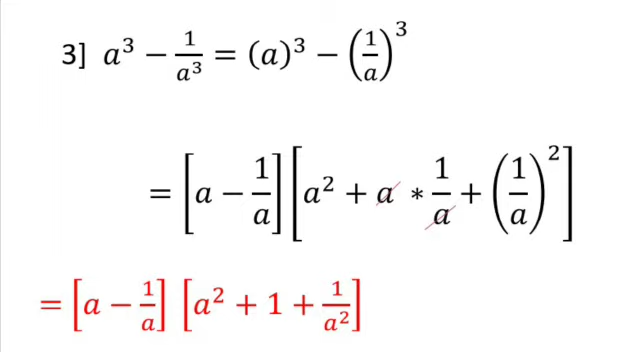 3] a³ − 1/a³ = (a)³ − (1/a)³
= [a − 1/a] [a² + a * 1/a + (1/a)²]
= [a − 1/a] [a² + 1 + 1/a²]